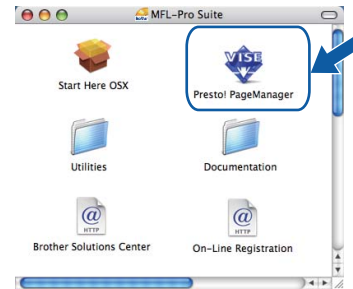 MFL-Pro Suite
VISE
Start Here OSX
Presto! PageManager
Utilities
Documentation
@
HTTP
@
HTTP
Brother Solutions Center
On-Line Registration